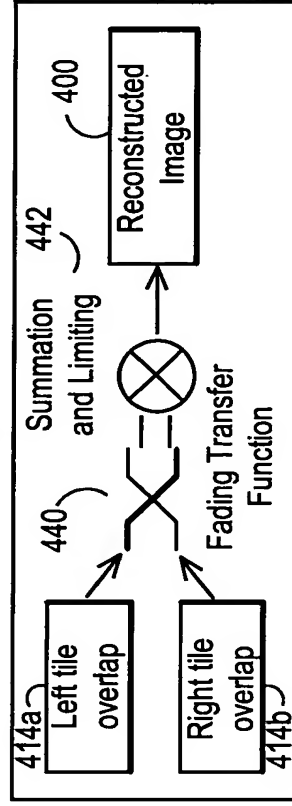 414a
Left tile
overlap
Right tile
overlap
414b
440
Fading Transfer
Function
Summation
and Limiting
442
Reconstructed
Image
400